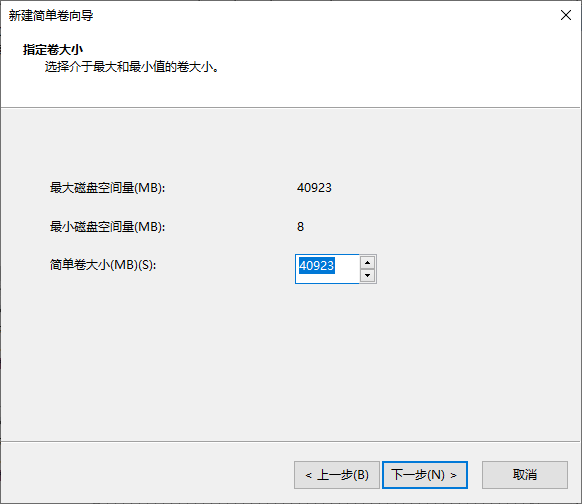 新建简单卷向导
指定卷大小
选择介于最大和最小值的卷大小。
最大磁盘空间量(MB): 40923
最小磁盘空间量(MB): 8
简单卷大小(MB)(S): 40923
< 上一步(B) 下一步(N) > 取消